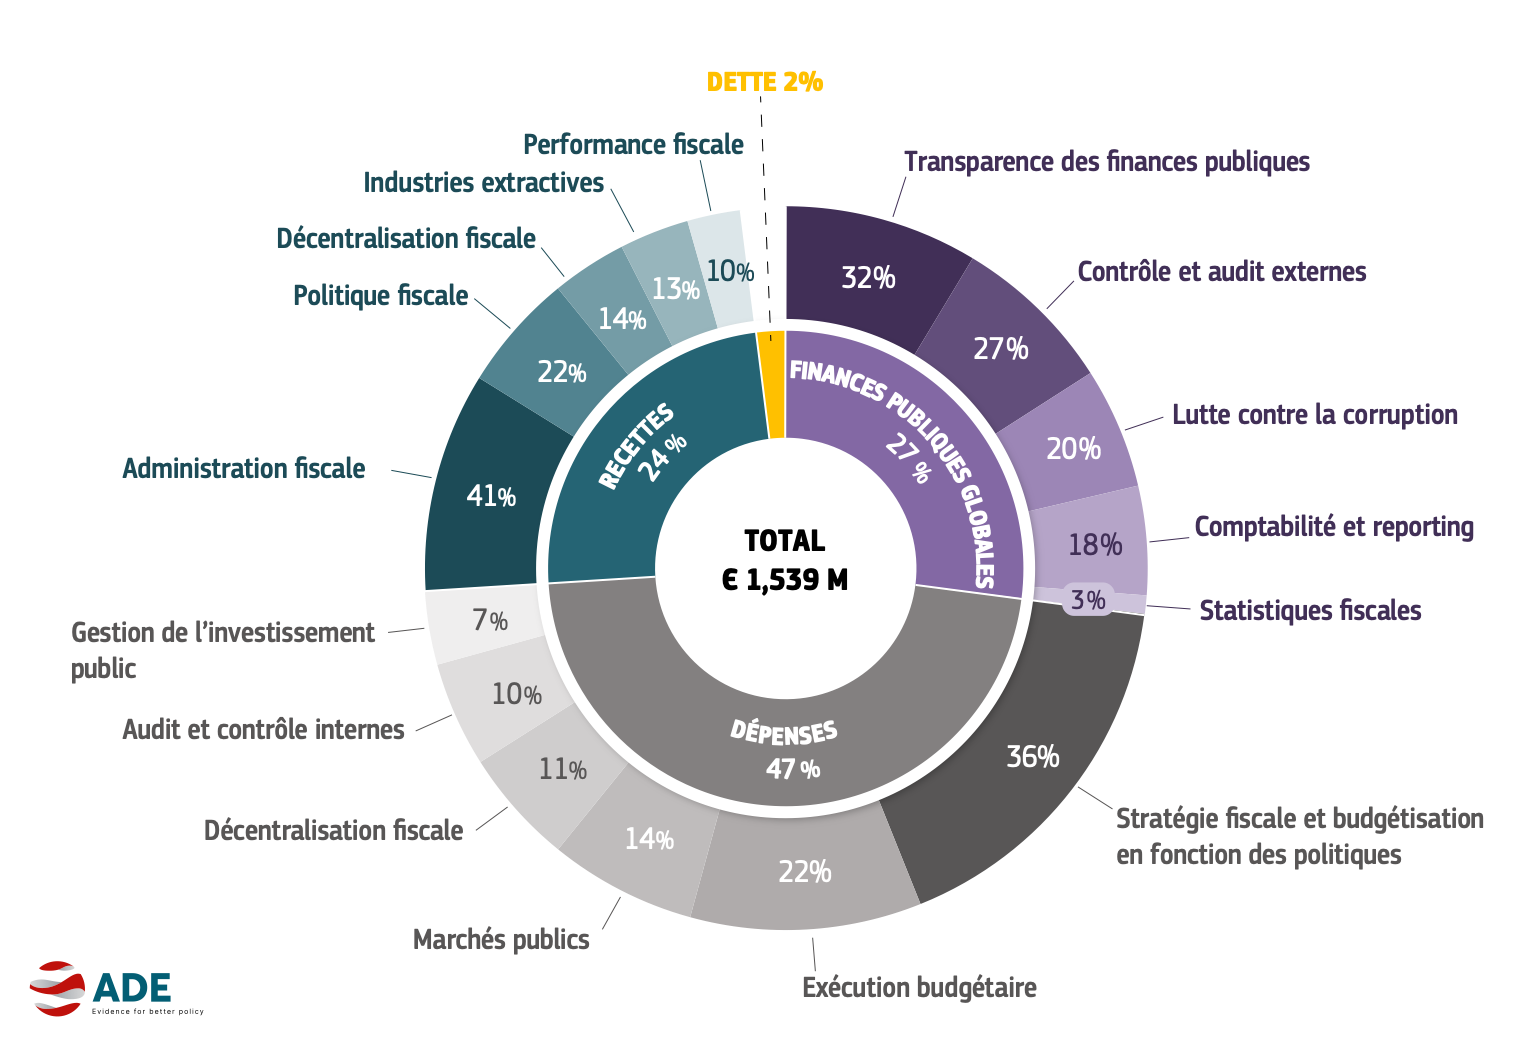 DETTE 2%
Performance fiscale
Industries extractives
Décentralisation fiscale
Politique fiscale
Administration fiscale
Transparence des finances publiques
Contrôle et audit externes
Lutte contre la corruption
Comptabilité et reporting
Statistiques fiscales
10%
13%
14%
22%
41%
32%
27%
20%
18%
3%
RECETTES
24 %
FINANCES PUBLIQUES GLOBALES
27 %
TOTAL
€ 1,539 M
DÉPENSES
47 %
7%
10%
11%
14%
22%
36%
Gestion de l’investissement
public
Audit et contrôle internes
Décentralisation fiscale
Marchés publics
Exécution budgétaire
Stratégie fiscale et budgétisation
en fonction des politiques
ADE
Evidence for better policy